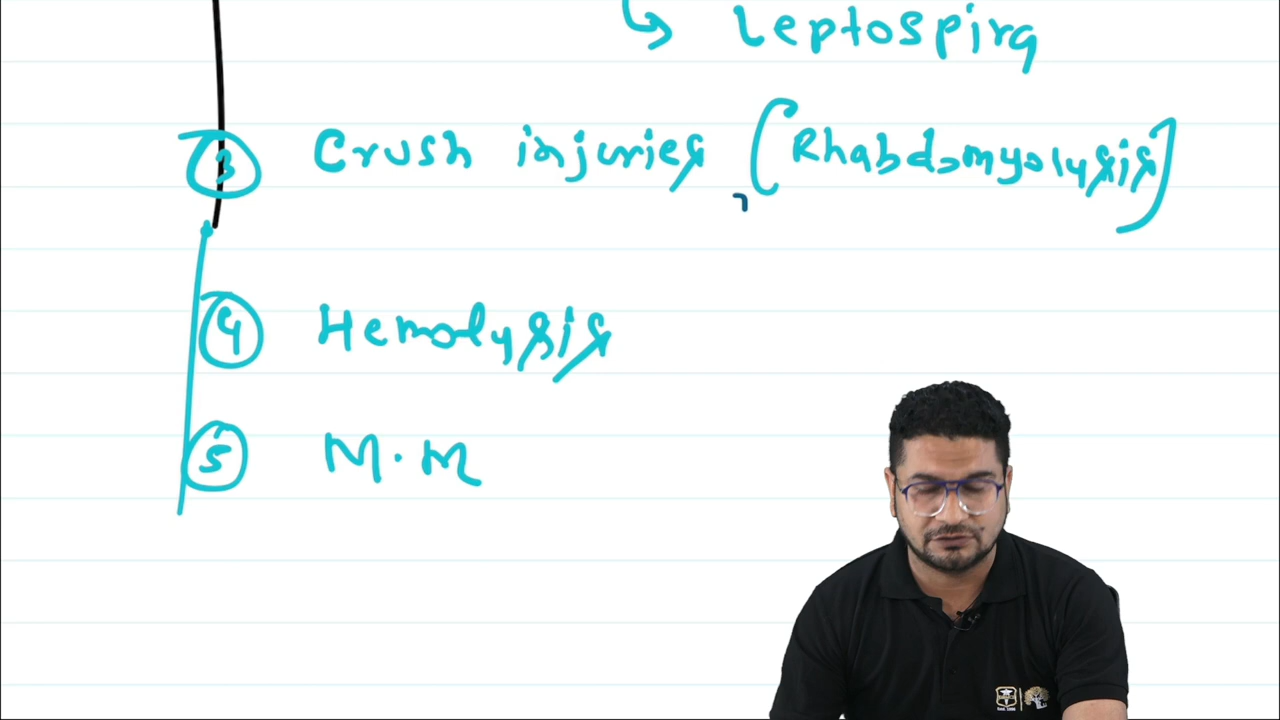 ↳ Leptospira
③ Crush injuries [Rhabdomyolysis]
④ Hemolysis
⑤ M.M